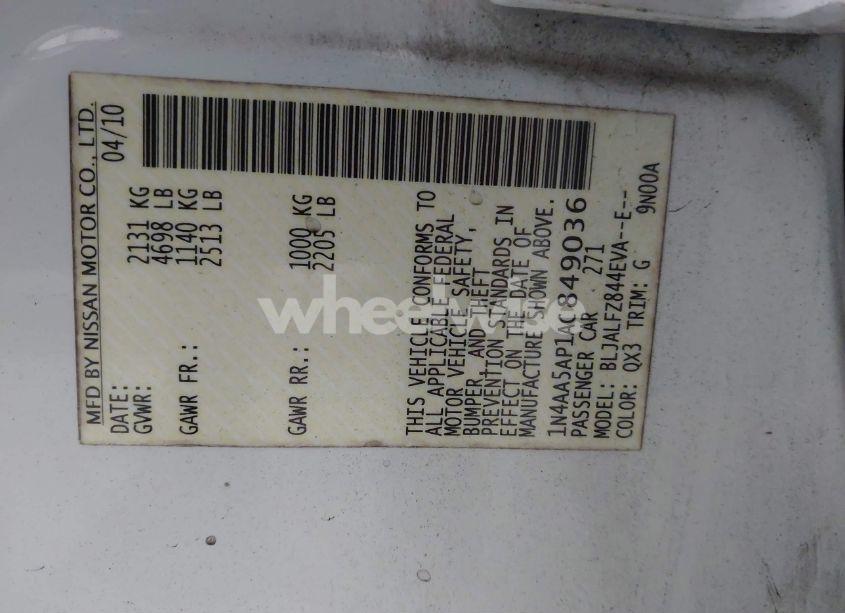 MFD BY NISSAN MOTOR CO., LTD.
DATE: 04/10
GVWR: 2131 KG
4698 LB
GAWR FR.: 1140 KG
2513 LB
GAWR RR.: 1000 KG
2205 LB
THIS VEHICLE CONFORMS TO
ALL APPLICABLE FEDERAL
MOTOR VEHICLE SAFETY,
BUMPER, AND THEFT
PREVENTION STANDARDS IN
EFFECT ON THE DATE OF
MANUFACTURE SHOWN ABOVE.
1N4AA5AP1AC849036
PASSENGER CAR 271
MODEL: BLJALFZ844EVA--E--
COLOR: QX3 TRIM: G 9N00A
wheelwise